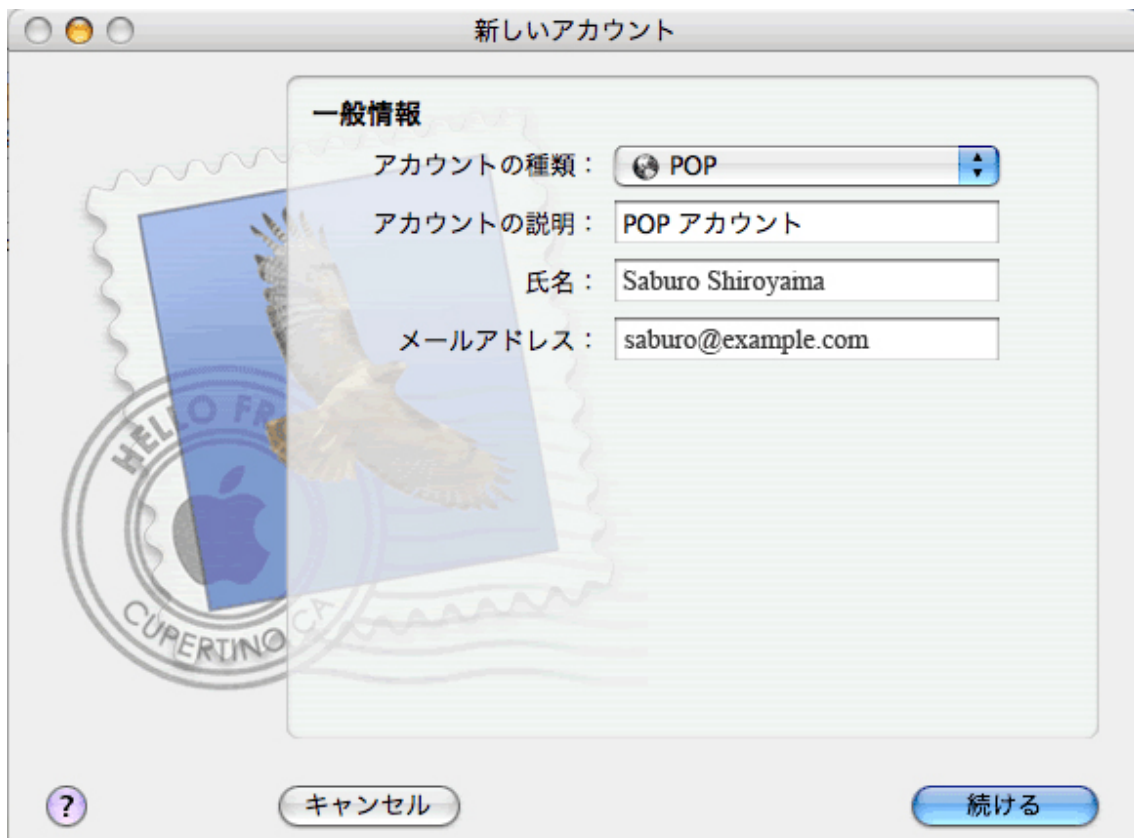 新しいアカウント
一般情報
アカウントの種類： POP
アカウントの説明： POP アカウント
氏名： Saburo Shiroyama
メールアドレス： saburo@example.com
HELLO FR
CUPERTINO CA
?
キャンセル
続ける